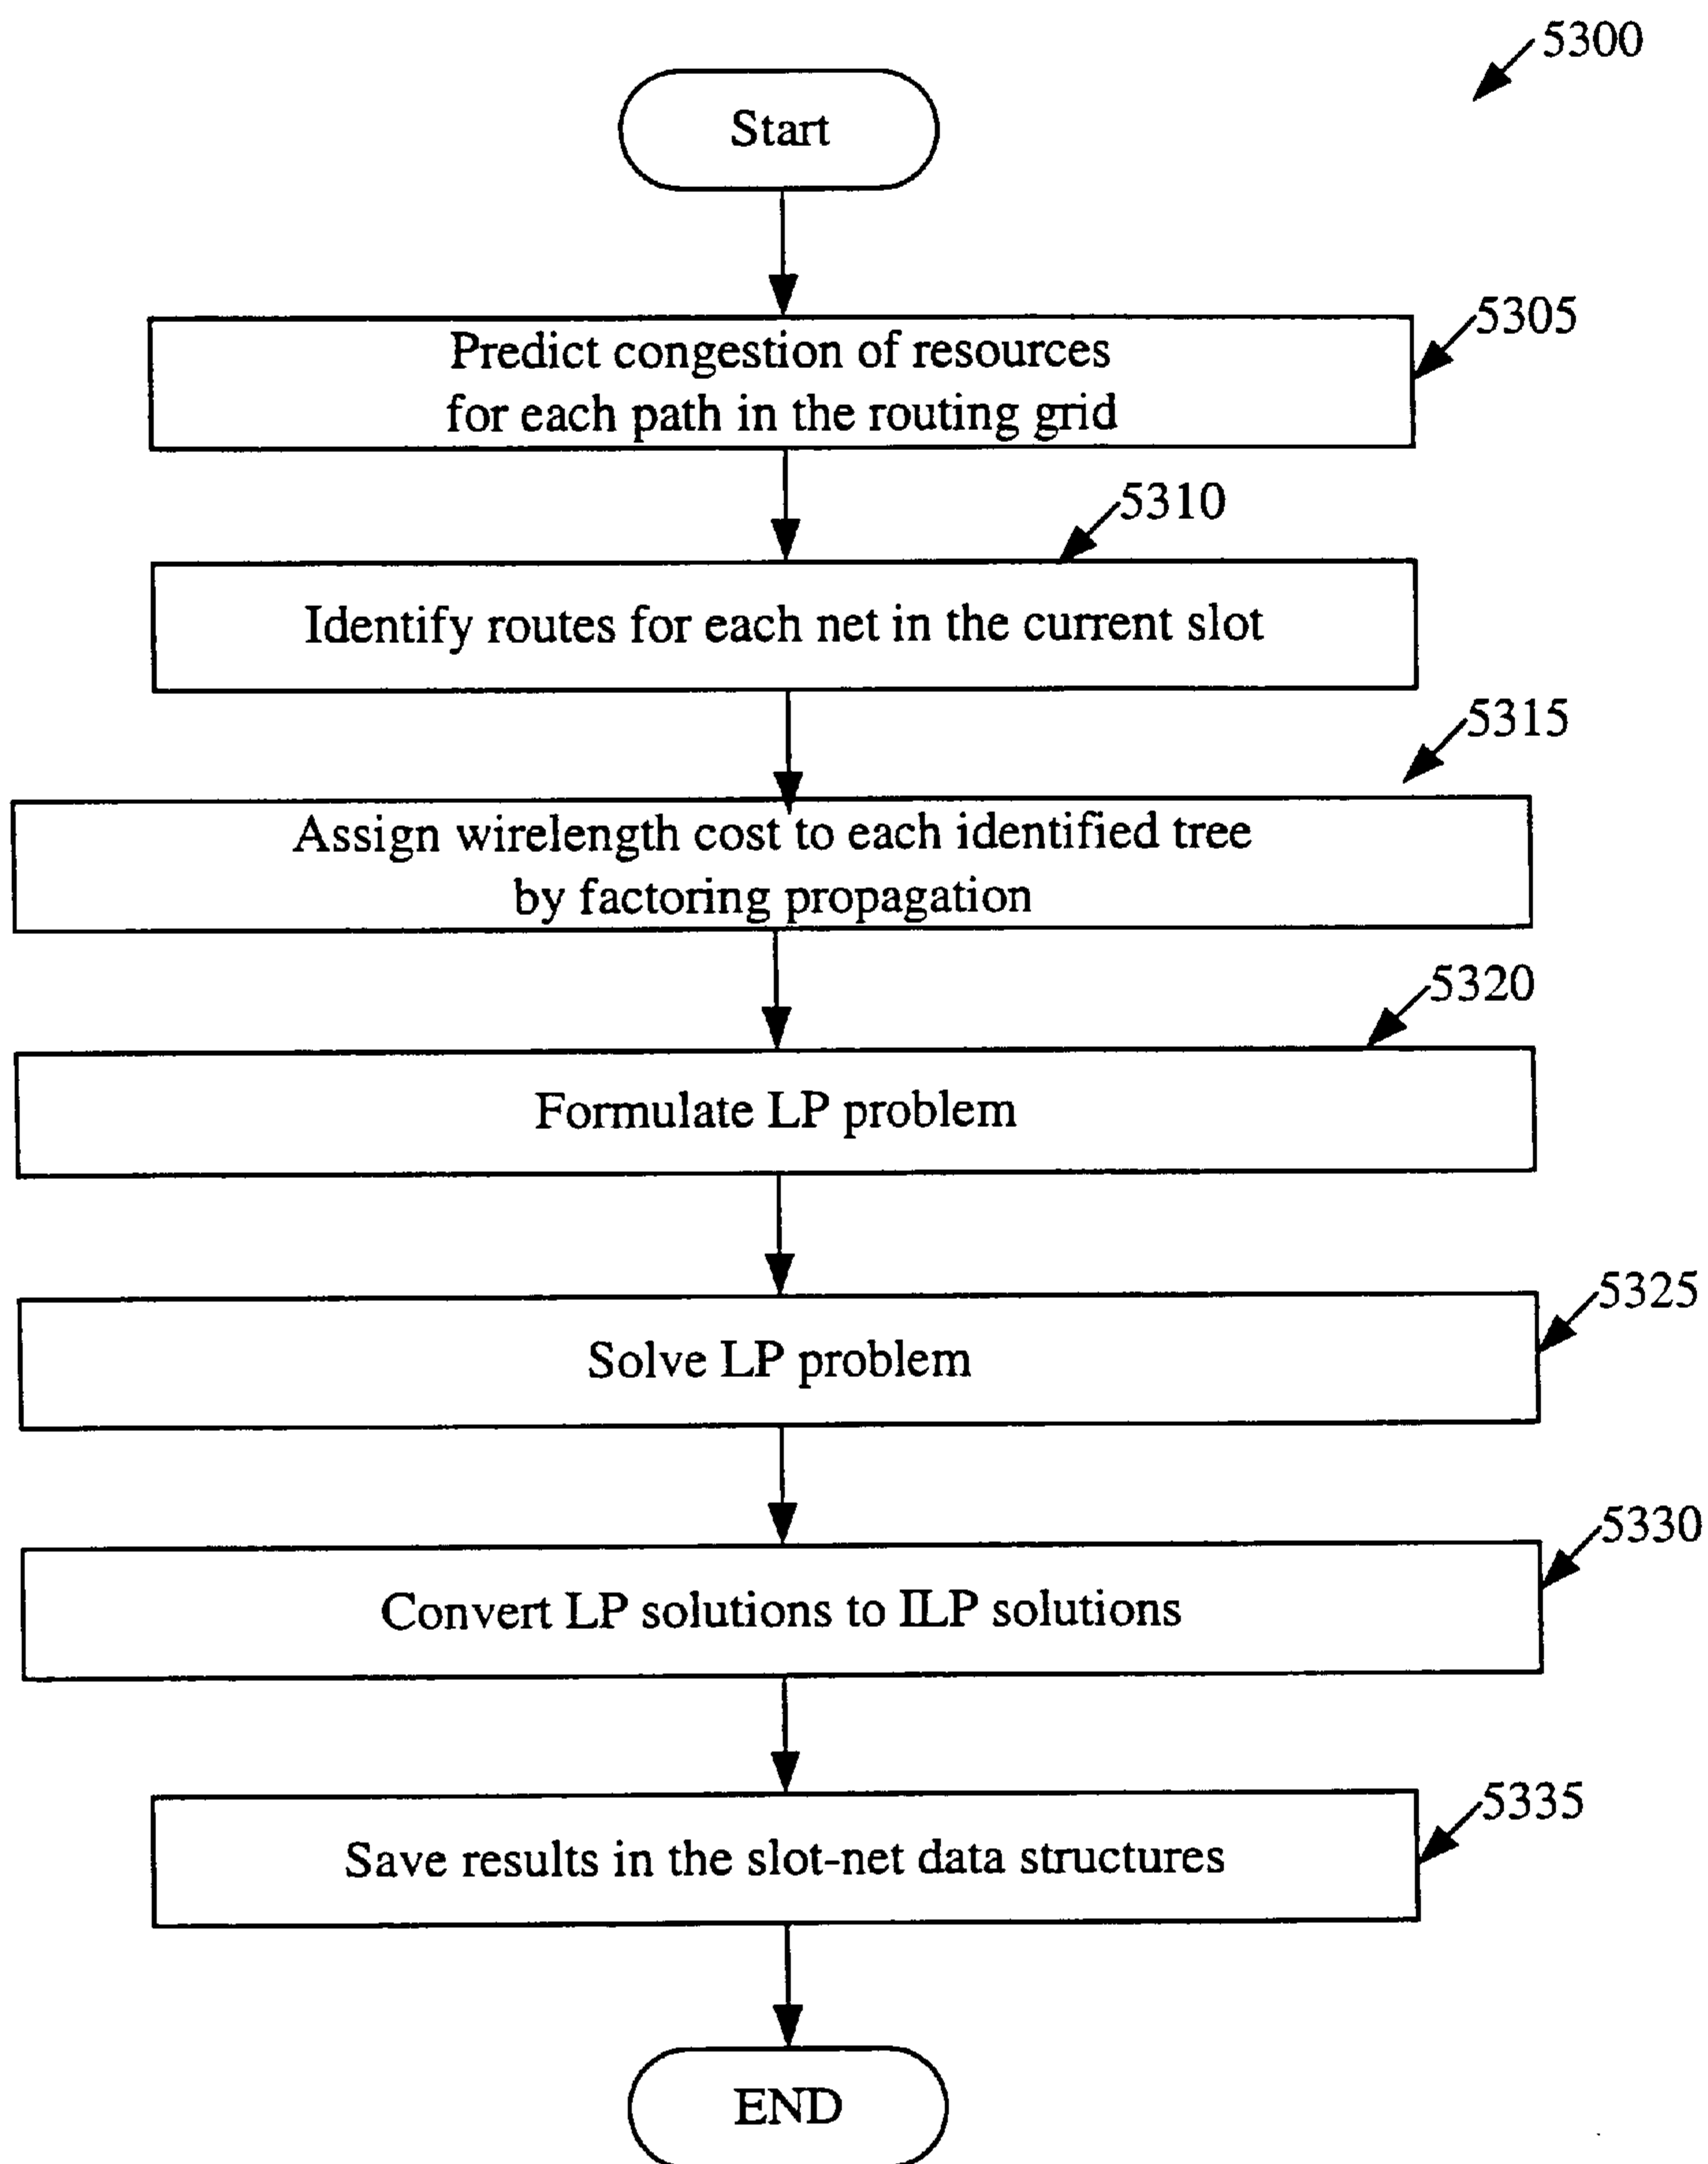 5300
Start
5305
Predict congestion of resources
for each path in the routing grid
5310
Identify routes for each net in the current slot
5315
Assign wirelength cost to each identified tree
by factoring propagation
5320
Formulate LP problem
5325
Solve LP problem
5330
Convert LP solutions to ILP solutions
5335
Save results in the slot-net data structures
END